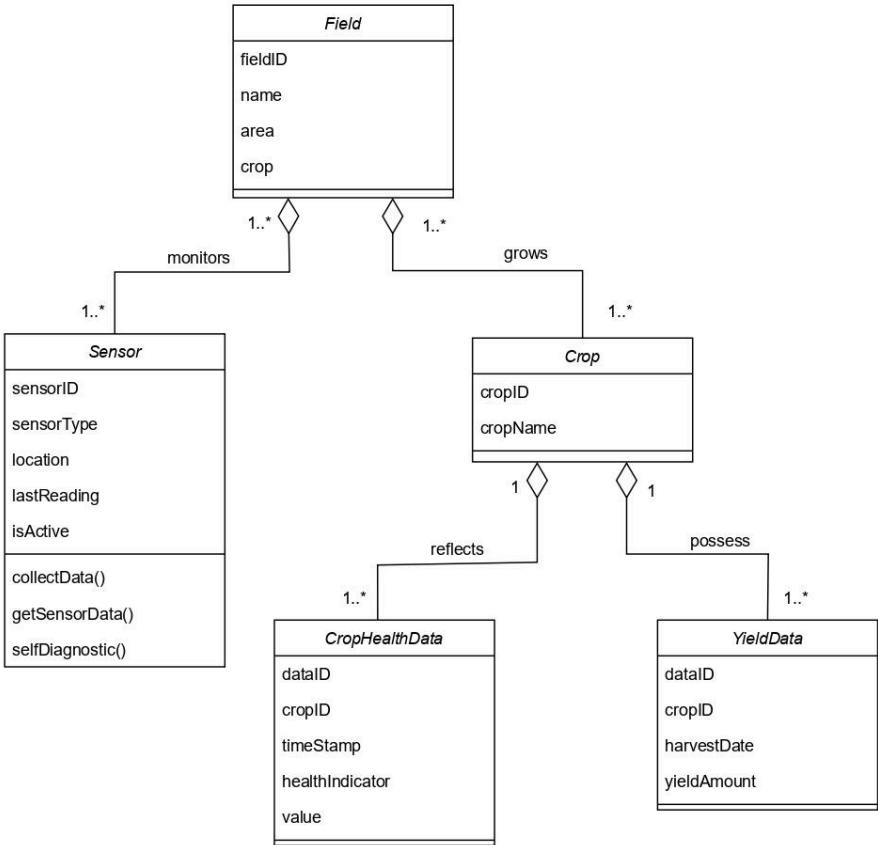 Field
fieldID
name
area
crop
1..*
1..*
monitors
grows
1..*
1..*
Sensor
sensorID
sensorType
location
lastReading
isActive
collectData()
getSensorData()
selfDiagnostic()
Crop
cropID
cropName
1
1
reflects
possess
1..*
1..*
CropHealthData
dataID
cropID
timeStamp
healthIndicator
value
YieldData
dataID
cropID
harvestDate
yieldAmount